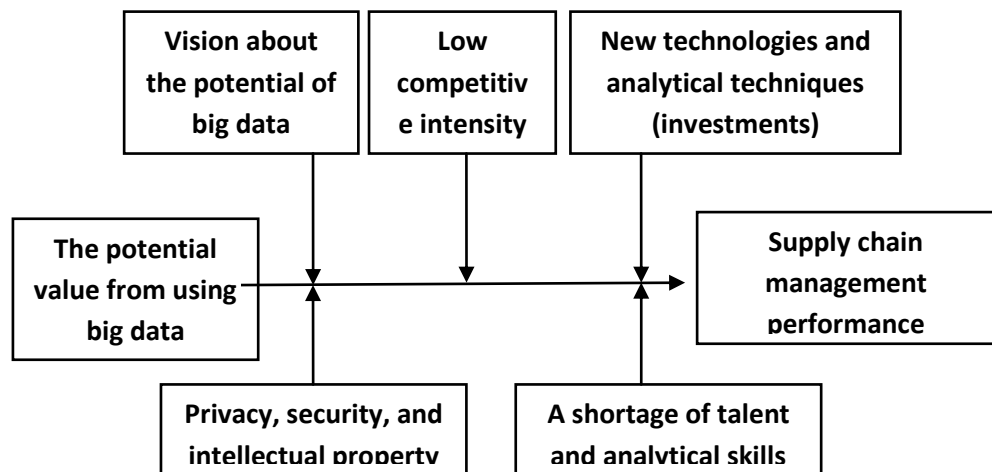 Vision about
the potential of
big data
Low
competitiv
e intensity
New technologies and
analytical techniques
(investments)
The potential
value from using
big data
Supply chain
management
performance
Privacy, security, and
intellectual property
A shortage of talent
and analytical skills